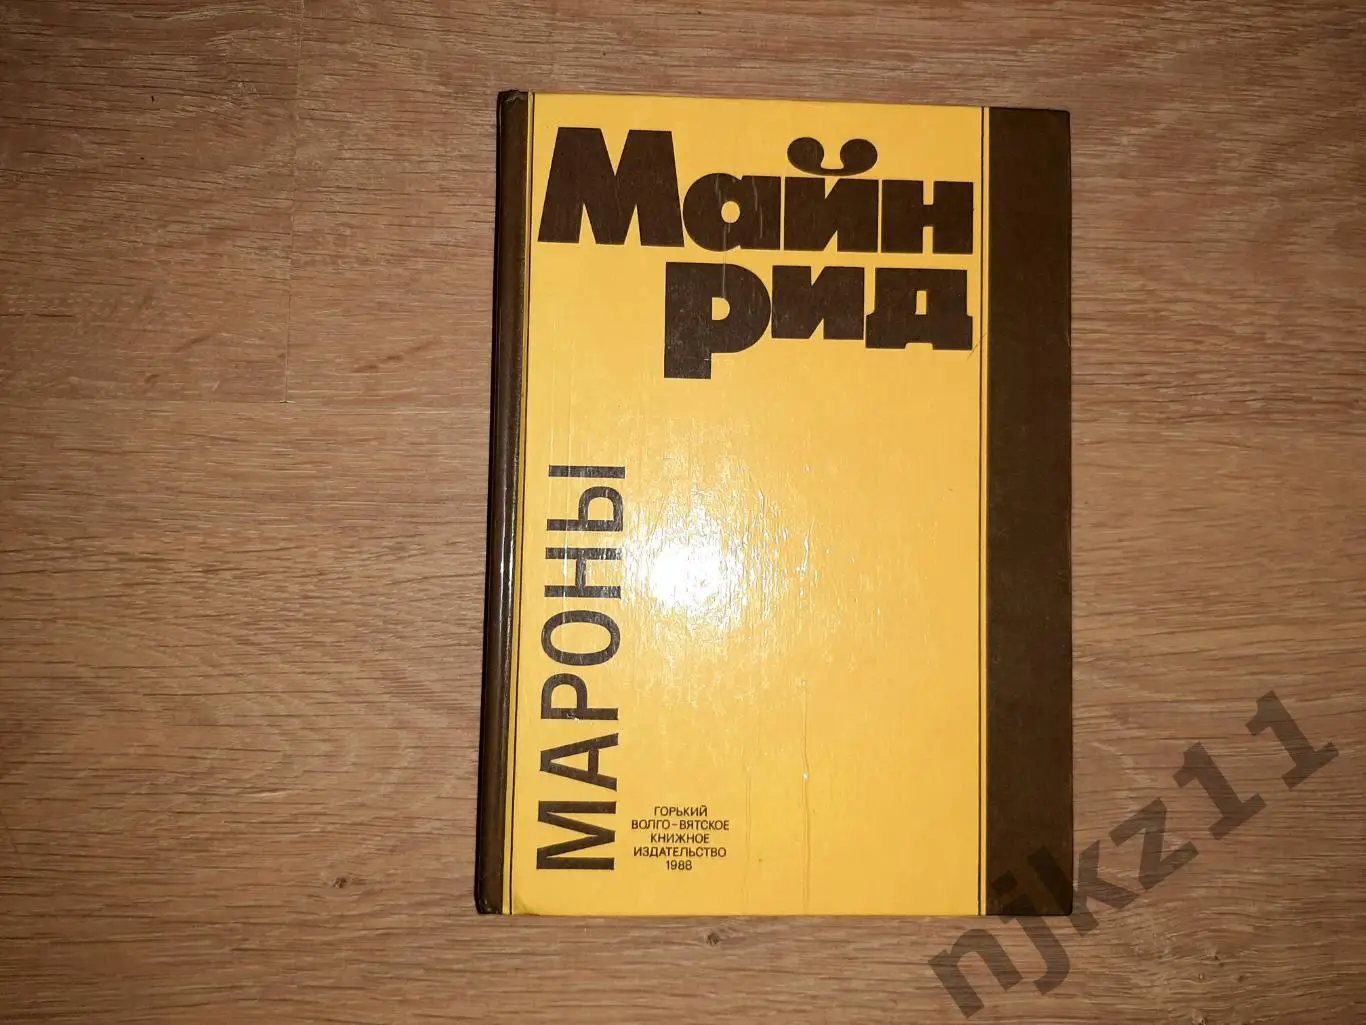 Майн
Рид
МАРОНЫ
ГОРЬКИЙ
ВОЛГО-ВЯТСКОЕ
КНИЖНОЕ
ИЗДАТЕЛЬСТВО
1988
njkz11